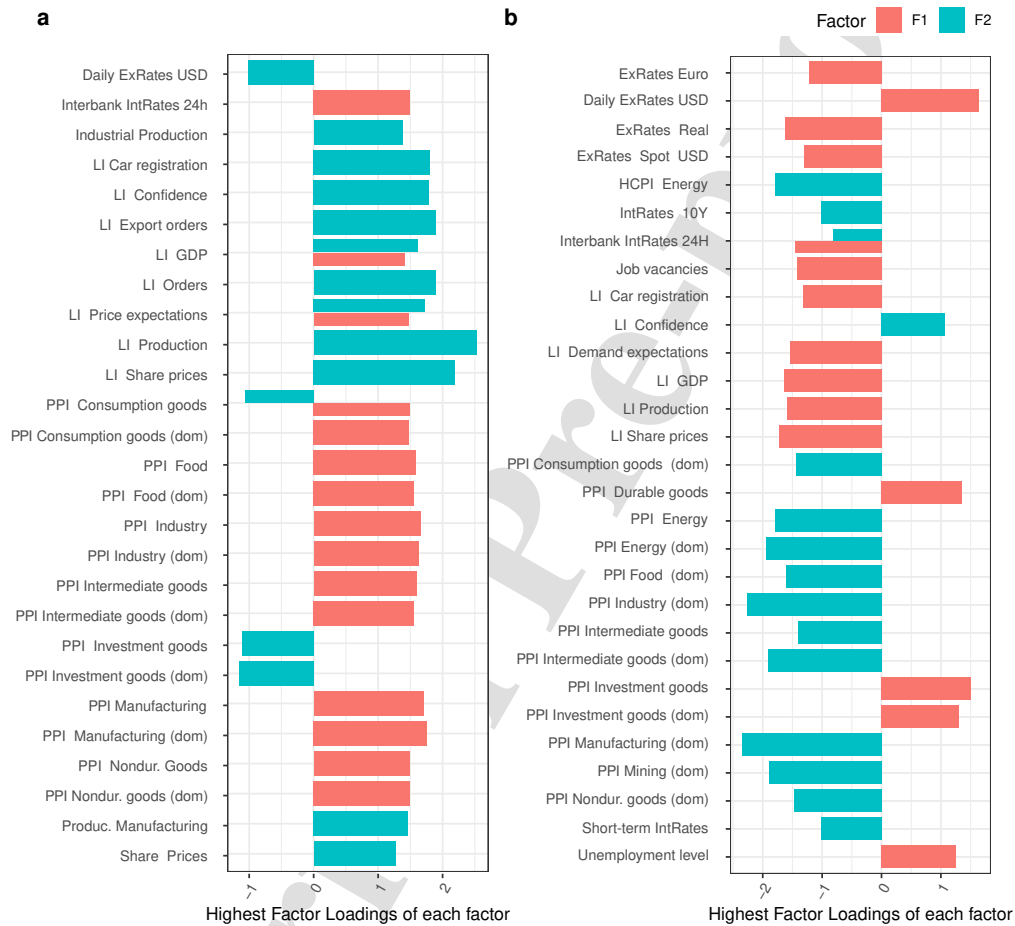 a
b
Factor F1 F2
Daily ExRates USD
Interbank IntRates 24h
Industrial Production
LI Car registration
LI Confidence
LI Export orders
LI GDP
LI Orders
LI Price expectations
LI Production
LI Share prices
PPI Consumption goods
PPI Consumption goods (dom)
PPI Food
PPI Food (dom)
PPI Industry
PPI Industry (dom)
PPI Intermediate goods
PPI Intermediate goods (dom)
PPI Investment goods
PPI Investment goods (dom)
PPI Manufacturing
PPI Manufacturing (dom)
PPI Nondur. Goods
PPI Nondur. goods (dom)
Produc. Manufacturing
Share Prices
-1 0 1 2
Highest Factor Loadings of each factor
ExRates Euro
Daily ExRates USD
ExRates Real
ExRates Spot USD
HCPI Energy
IntRates 10Y
Interbank IntRates 24H
Job vacancies
LI Car registration
LI Confidence
LI Demand expectations
LI GDP
LI Production
LI Share prices
PPI Consumption goods (dom)
PPI Durable goods
PPI Energy
PPI Energy (dom)
PPI Food (dom)
PPI Industry (dom)
PPI Intermediate goods
PPI Intermediate goods (dom)
PPI Investment goods
PPI Investment goods (dom)
PPI Manufacturing (dom)
PPI Mining (dom)
PPI Nondur. goods (dom)
Short-term IntRates
Unemployment level
-2 -1 0 1
Highest Factor Loadings of each factor